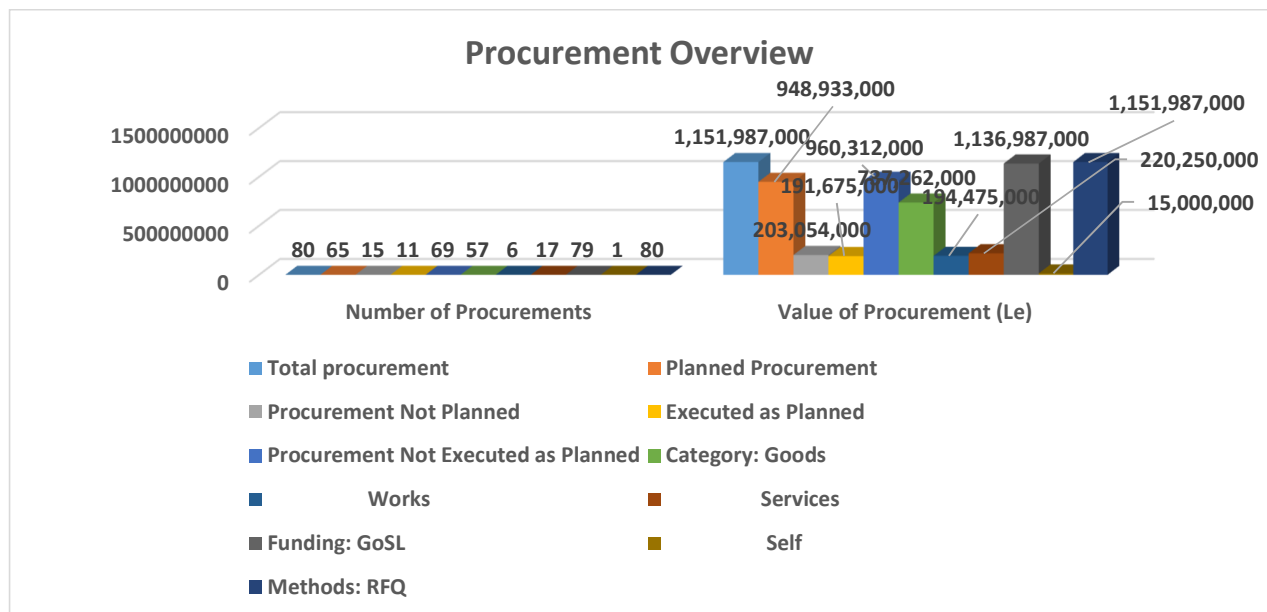 Procurement Overview
948,933,000
1,151,987,000
1500000000
1,151,987,000
960,312,000
1,136,987,000
220,250,000
1000000000
737,262,000
191,675,000
194,475,000
15,000,000
500000000
203,054,000
80 65 15 11 69 57 6 17 79 1 80
0
Number of Procurements
Value of Procurement (Le)
Total procurement
Planned Procurement
Procurement Not Planned
Executed as Planned
Procurement Not Executed as Planned
Category: Goods
Works
Services
Funding: GoSL
Self
Methods: RFQ